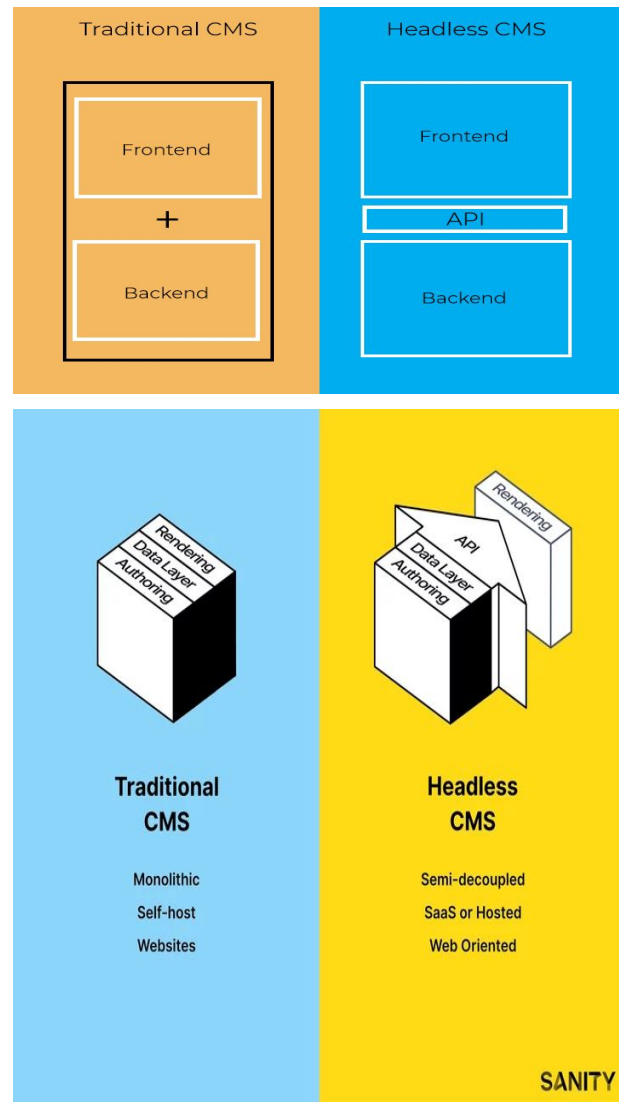 Traditional CMS
Headless CMS
Frontend
+
Backend
Frontend
API
Backend
Rendering
Data Layer
Authoring
Rendering
API
Data Layer
Authoring
Traditional
CMS
Monolithic
Self-host
Websites
Headless
CMS
Semi-decoupled
SaaS or Hosted
Web Oriented
SANITY